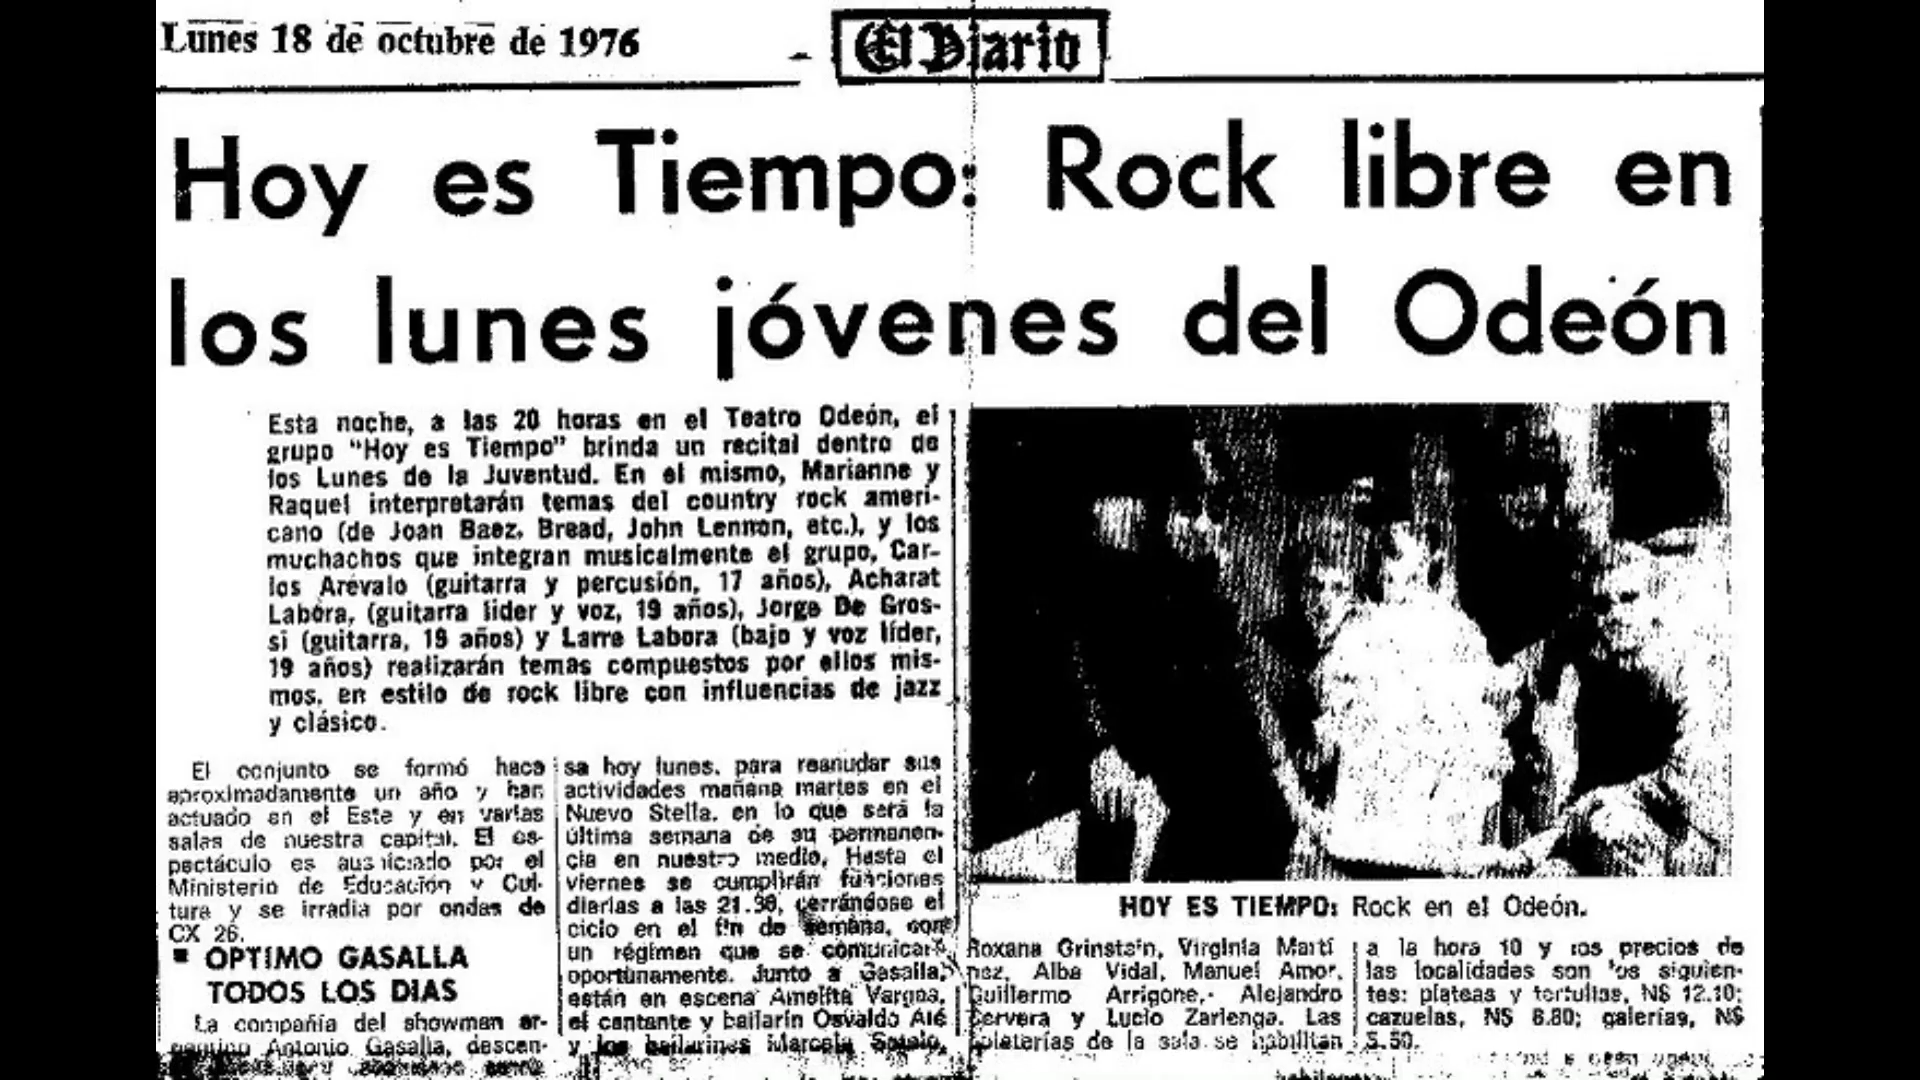 Lunes 18 de octubre de 1976
El Diario
Hoy es Tiempo: Rock libre en
los lunes jóvenes del Odeón
Esta noche, a las 20 horas en el Teatro Odeón, el
grupo "Hoy es Tiempo" brinda un recital dentro de
los Lunes de la Juventud. En el mismo, Marianne y
Raquel interpretarán temas del country rock ameri-
cano (de Joan Baez, Bread, John Lennon, etc.), y los
muchachos que integran musicalmente el grupo, Car-
los Arévalo (guitarra y percusión, 17 años), Acharat
Labora, (guitarra líder y voz, 19 años), Jorge De Gros-
si (guitarra, 19 años) y Larre Labora (bajo y voz líder,
19 años) realizarán temas compuestos por ellos mis-
mos, en estilo de rock libre con influencias de jazz
y clásico.
El conjunto se formó hace
aproximadamente un año y han
actuado en el Este y en varias
salas de nuestra capital. El es-
pectáculo es auspiciado por el
Ministerio de Educación y Cul-
tura y se irradia por ondas de
CX 26.
OPTIMO GASALLA
TODOS LOS DIAS
La compañía del showman ar-
gentino Antonio Gasalla, descan-
sa hoy lunes, para reanudar sus
actividades mañana martes en el
Nuevo Stella, en lo que será la
última semana de su permanen-
cia en nuestro medio. Hasta el
viernes se cumplirán funciones
diarias a las 21.30, cerrándose el
ciclo en el fin de semana, con
un régimen que se comunicará
oportunamente. Junto a Gasalla,
están en escena Amelita Vargas,
el cantante y bailarín Osvaldo Alé
y los bailarines Marcela Sotelo,
HOY ES TIEMPO: Rock en el Odeón.
Roxana Grinstein, Virginia Martí
nez, Alba Vidal, Manuel Amor,
Guillermo Arrigone, Alejandro
Cervera y Lucio Zarlenga. Las
boleterías de la sala se habilitan
a la hora 10 y los precios de
las localidades son los siguien-
tes: plateas y tertulias, N$ 12.10;
cazuelas, N$ 8.80; galerías, N$
5.50.